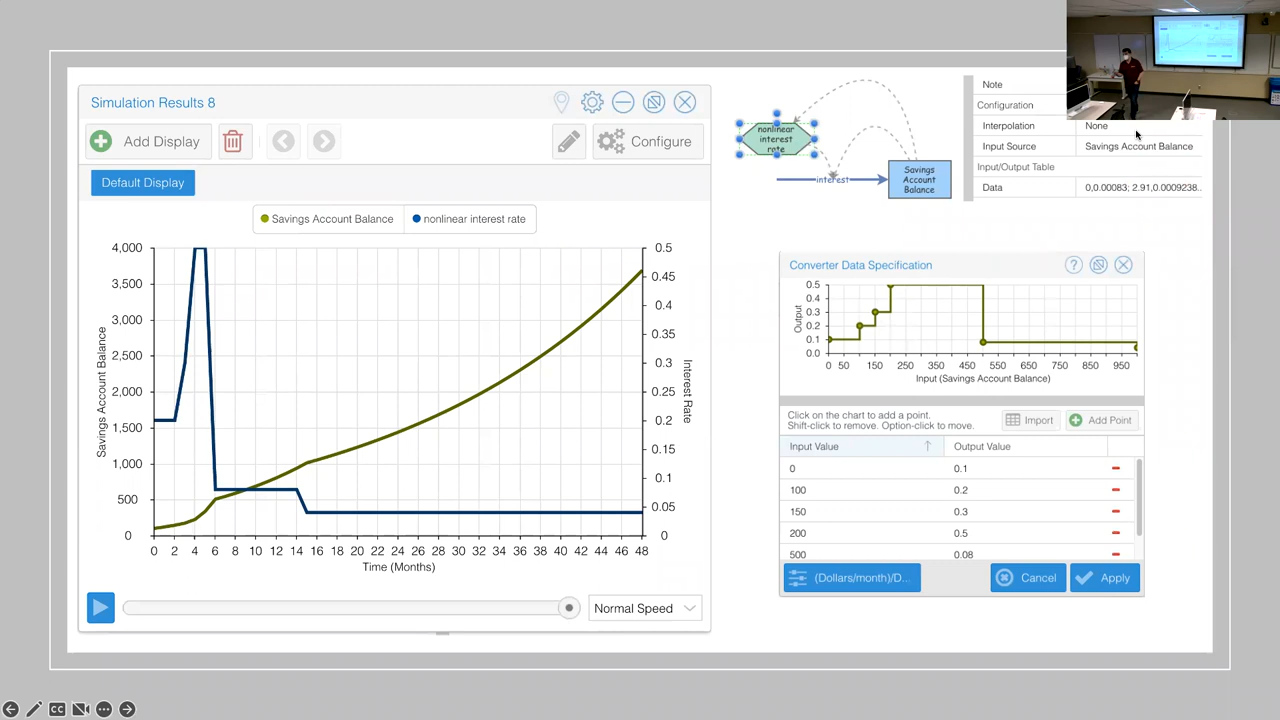 Simulation Results 8
Add Display
Configure
Default Display
Savings Account Balance
nonlinear interest rate
4,000
3,500
3,000
2,500
2,000
1,500
1,000
500
0
Savings Account Balance
0.5
0.45
0.4
0.35
0.3
0.25
0.2
0.15
0.1
0.05
0
Interest Rate
0 2 4 6 8 10 12 14 16 18 20 22 24 26 28 30 32 34 36 38 40 42 44 46 48
Time (Months)
Normal Speed
nonlinear
interest
rate
interest
Savings
Account
Balance
Note
Configuration
Interpolation None
Input Source Savings Account Balance
Input/Output Table
Data 0,0.00083; 2.91,0.0009238..
Converter Data Specification
?
0.5
0.4
0.3
0.2
0.1
0.0
Output
0 50 150 250 350 450 550 650 750 850 950
Input (Savings Account Balance)
Click on the chart to add a point.
Shift-click to remove. Option-click to move.
Import
Add Point
Input Value Output Value
0 0.1
100 0.2
150 0.3
200 0.5
500 0.08
(Dollars/month)/D...
Cancel
Apply
CC